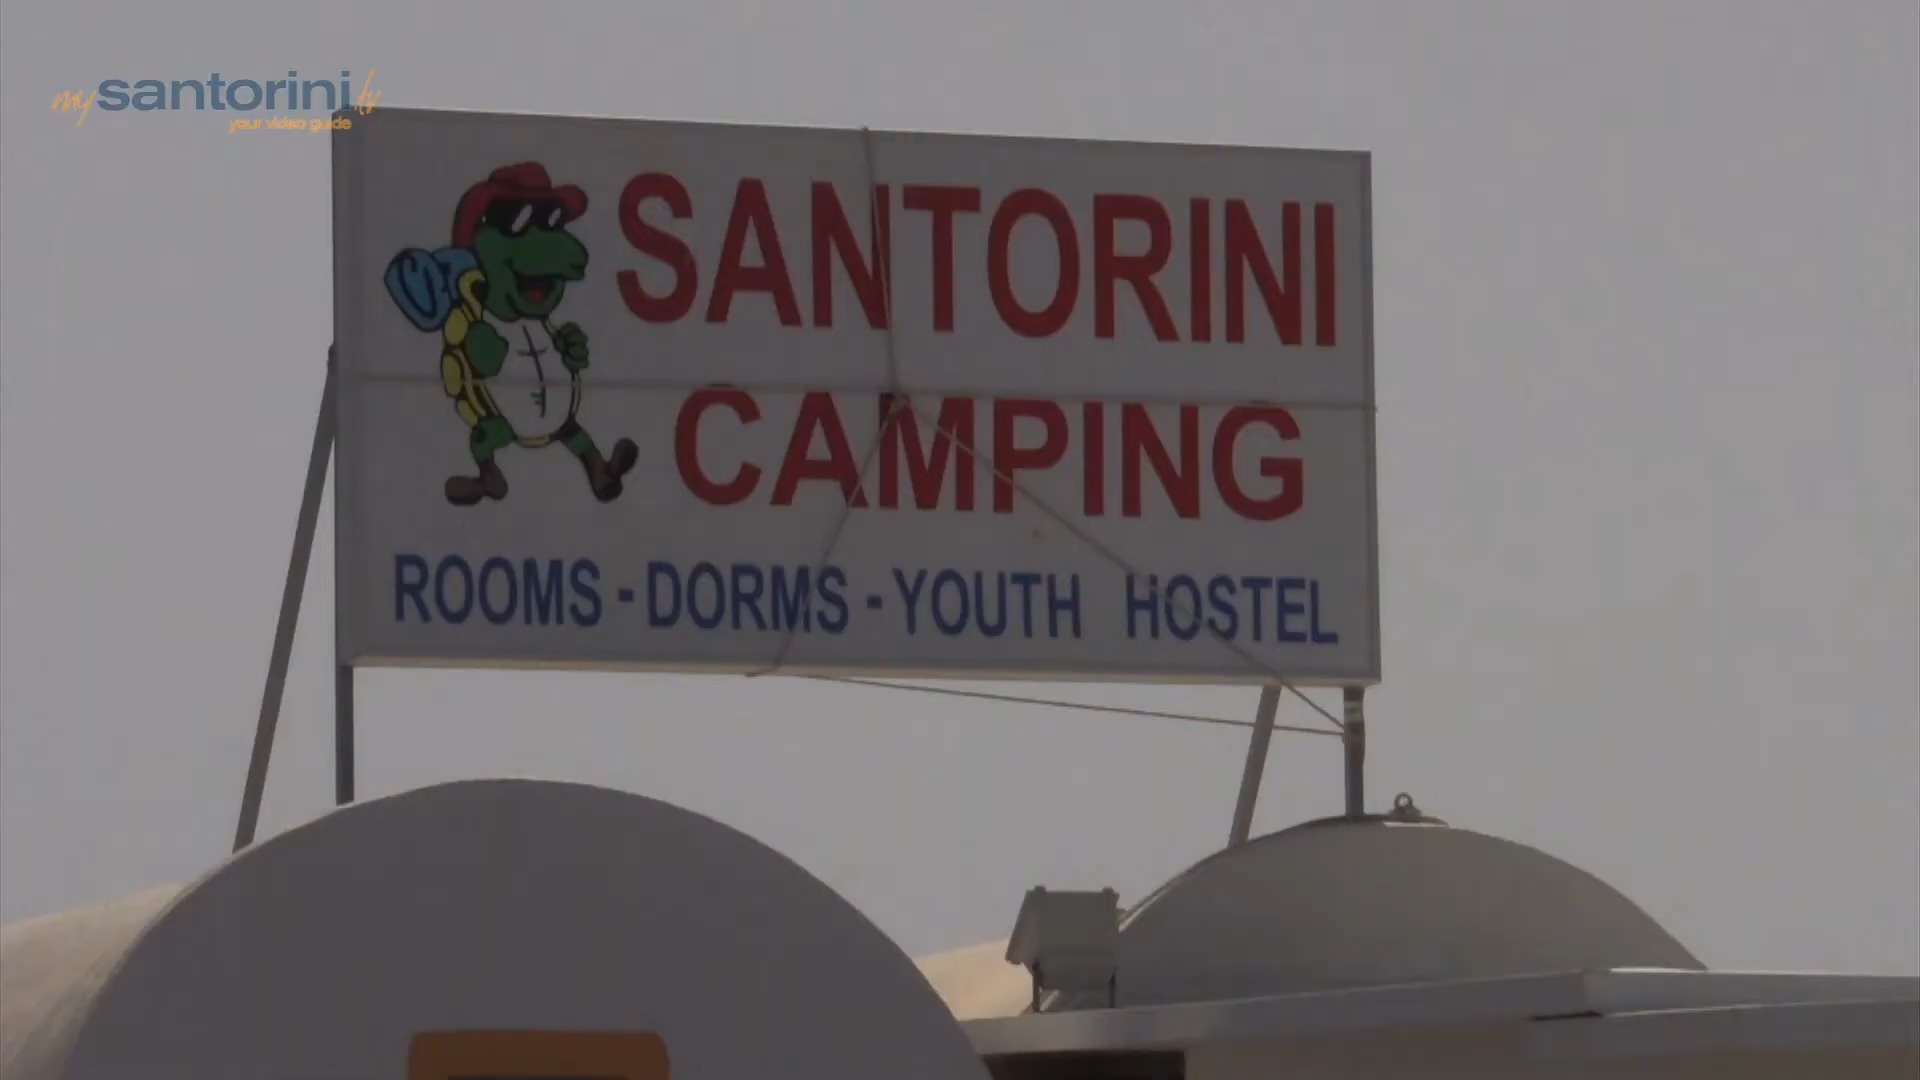 mysantorini.tv
your video guide
SANTORINI
CAMPING
ROOMS - DORMS - YOUTH HOSTEL